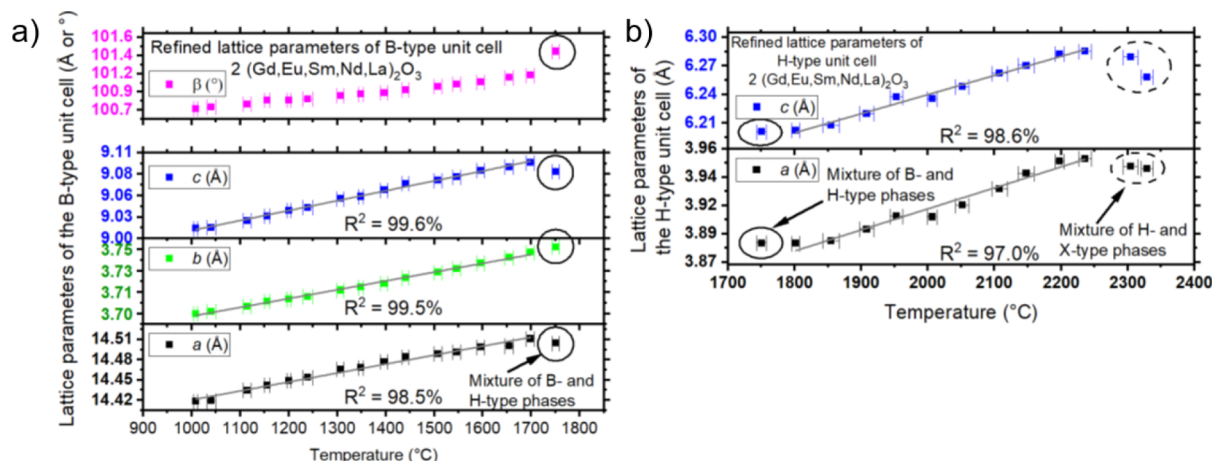 a)
Lattice parameters of the B-type unit cell (Å or °)
101.6
101.4
101.2
100.9
100.7
Refined lattice parameters of B-type unit cell
2 (Gd,Eu,Sm,Nd,La)₂O₃
β (°)
9.11
9.08
9.06
9.03
9.00
c (Å)
R² = 99.6%
3.75
3.73
3.71
3.70
b (Å)
R² = 99.5%
14.51
14.48
14.45
14.42
a (Å)
R² = 98.5%
Mixture of B- and
H-type phases
900 1000 1100 1200 1300 1400 1500 1600 1700 1800
Temperature (°C)
b)
Lattice parameters of
the H-type unit cell (Å)
6.30
6.27
6.24
6.21
3.96
Refined lattice parameters of
H-type unit cell
2 (Gd,Eu,Sm,Nd,La)₂O₃
c (Å)
R² = 98.6%
3.94
3.92
3.89
3.87
a (Å)
Mixture of B- and
H-type phases
R² = 97.0%
Mixture of H- and
X-type phases
1700 1800 1900 2000 2100 2200 2300 2400
Temperature (°C)